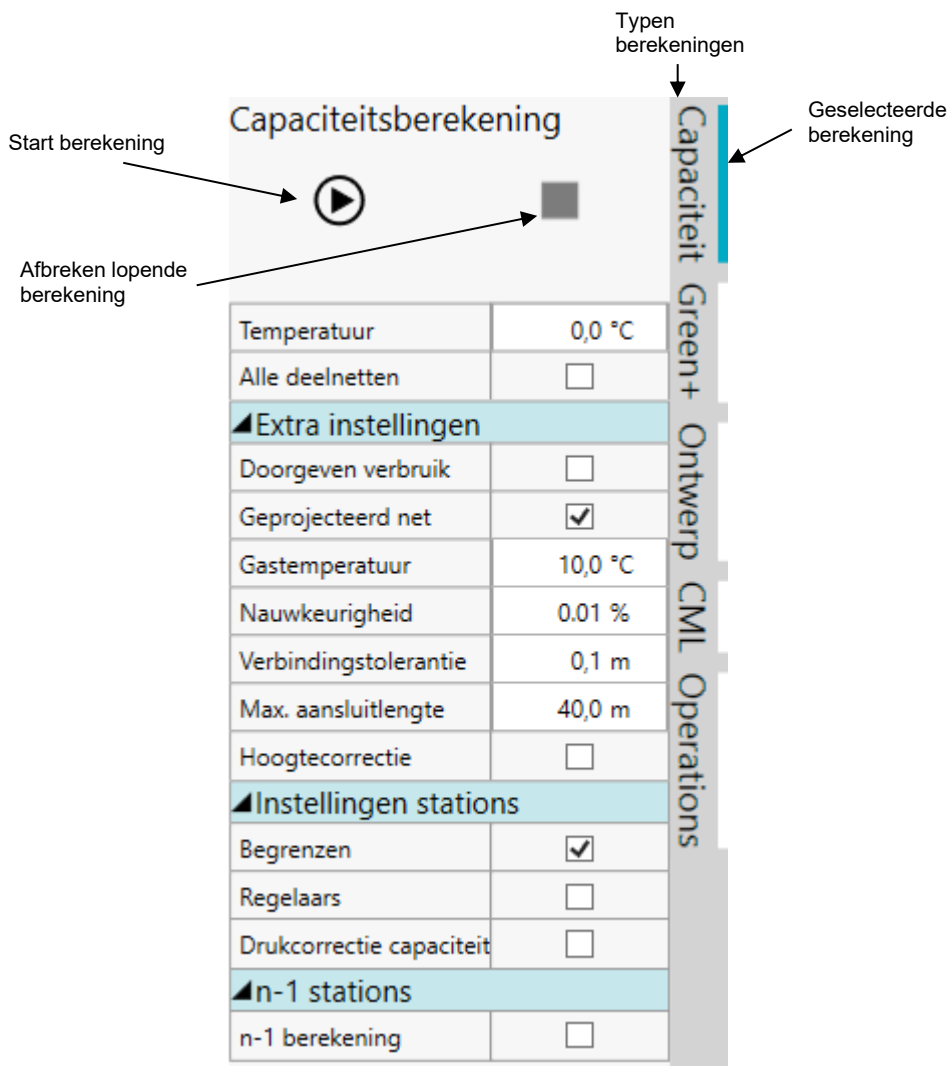 Typen
berekeningen
Geselecteerde
berekening
Capaciteitsberekening
Start berekening
Afbreken lopende
berekening
Temperatuur 0,0 °C
Alle deelnetten
Extra instellingen
Doorgeven verbruik
Geprojecteerd net
Gastemperatuur 10,0 °C
Nauwkeurigheid 0.01 %
Verbindingstolerantie 0,1 m
Max. aansluitlengte 40,0 m
Hoogtecorrectie
Instellingen stations
Begrenzen
Regelaars
Drukcorrectie capaciteit
n-1 stations
n-1 berekening
Capaciteit
Green+
Ontwerp
CML
Operations